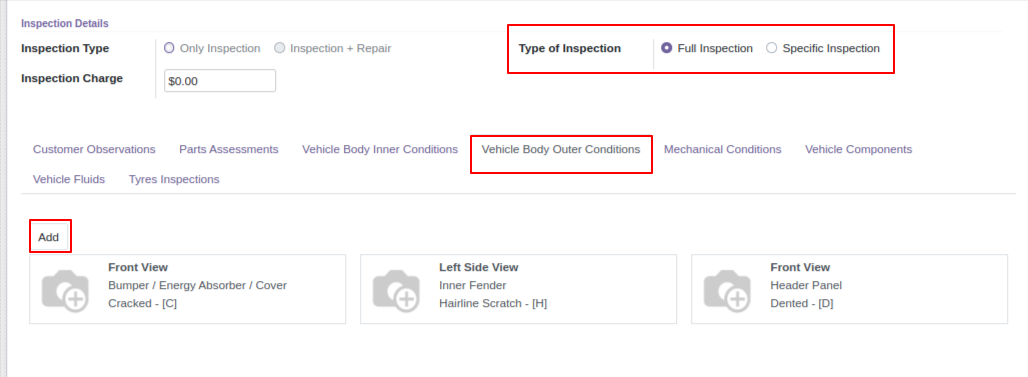 Inspection Details
Inspection Type Only Inspection Inspection + Repair Type of Inspection Full Inspection Specific Inspection
Inspection Charge $0.00
Customer Observations Parts Assessments Vehicle Body Inner Conditions Vehicle Body Outer Conditions Mechanical Conditions Vehicle Components
Vehicle Fluids Tyres Inspections
Add
Front View
Bumper / Energy Absorber / Cover
Cracked - [C]
Left Side View
Inner Fender
Hairline Scratch - [H]
Front View
Header Panel
Dented - [D]